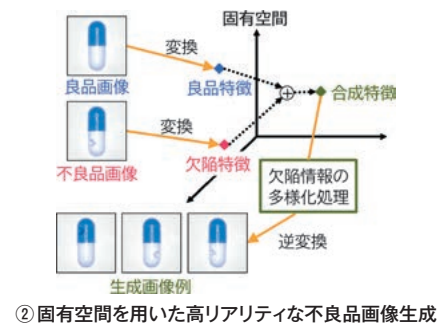 固有空間
変換
良品画像
良品特徴
合成特徴
変換
不良品画像
欠陥特徴
欠陥情報の
多様化処理
逆変換
生成画像例
②固有空間を用いた高リアリティな不良品画像生成